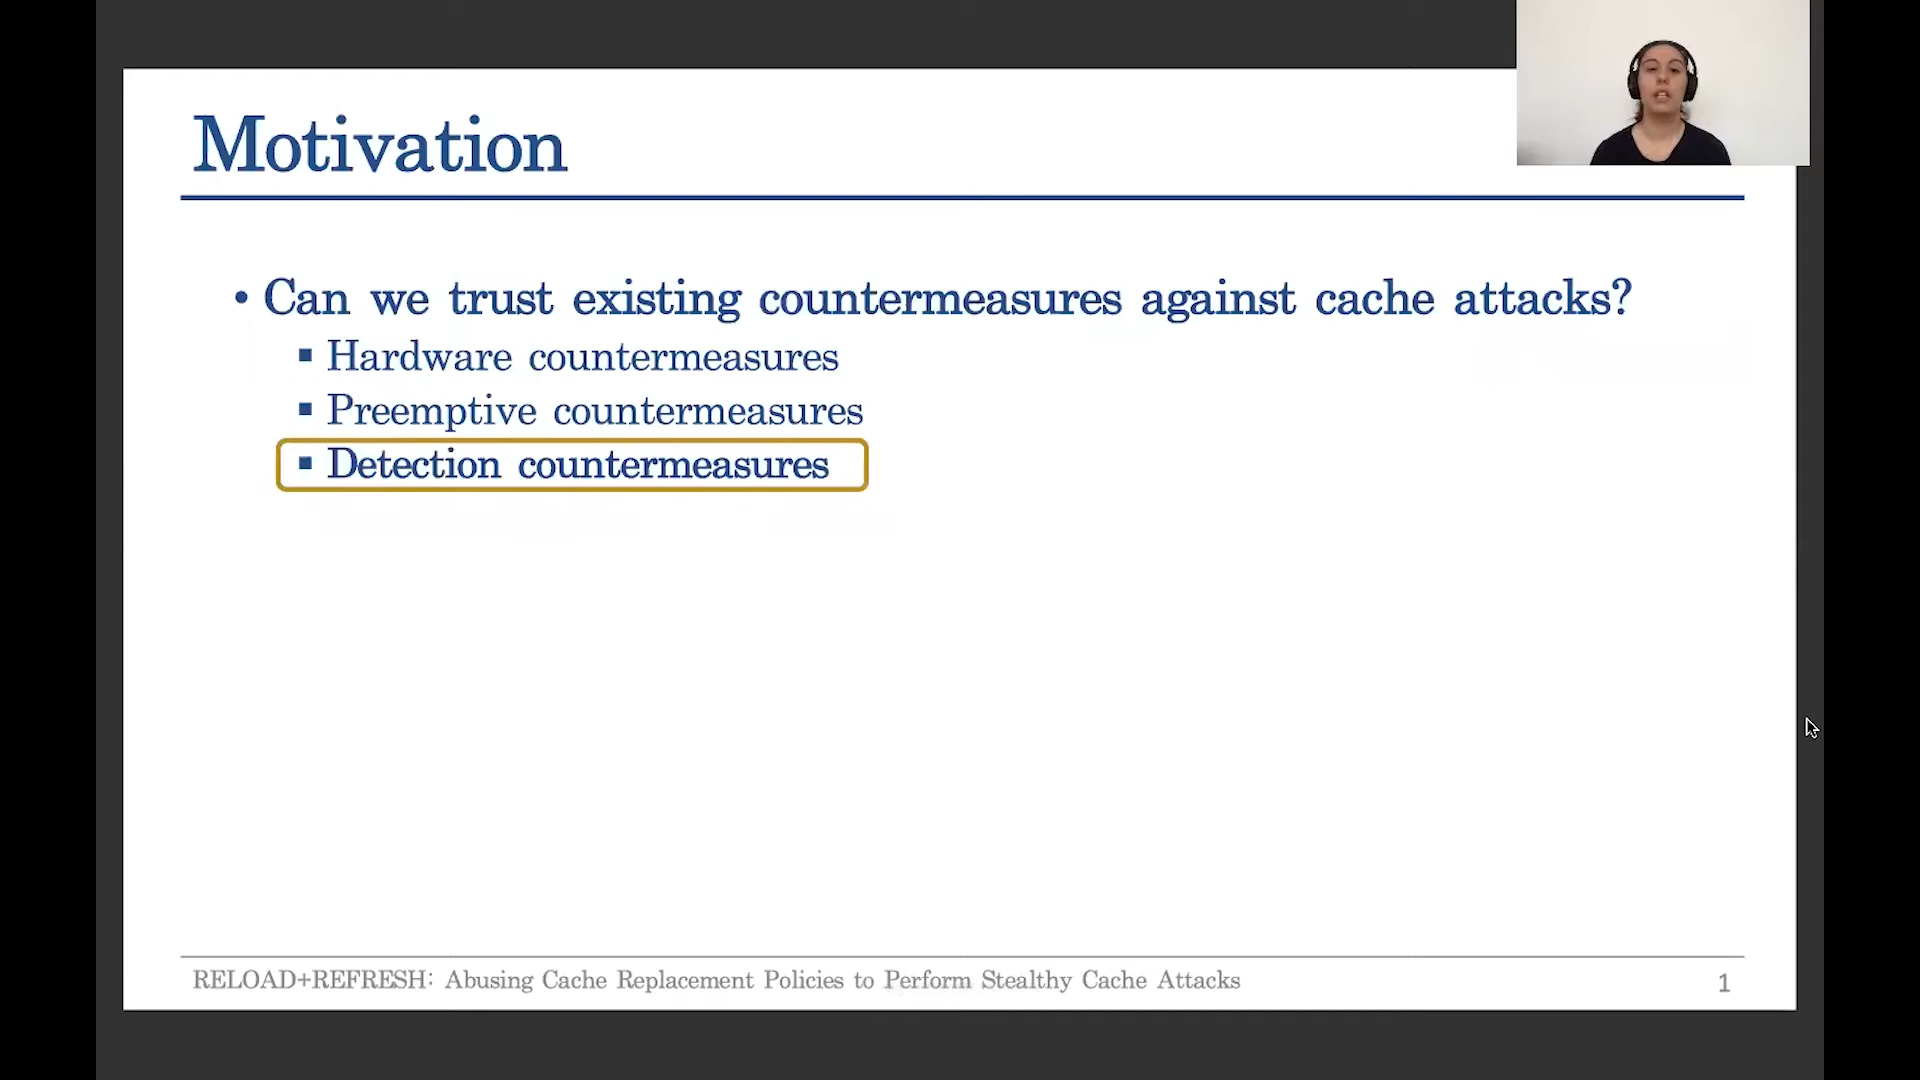 Motivation
• Can we trust existing countermeasures against cache attacks?
▪ Hardware countermeasures
▪ Preemptive countermeasures
▪ Detection countermeasures
RELOAD+REFRESH: Abusing Cache Replacement Policies to Perform Stealthy Cache Attacks
1